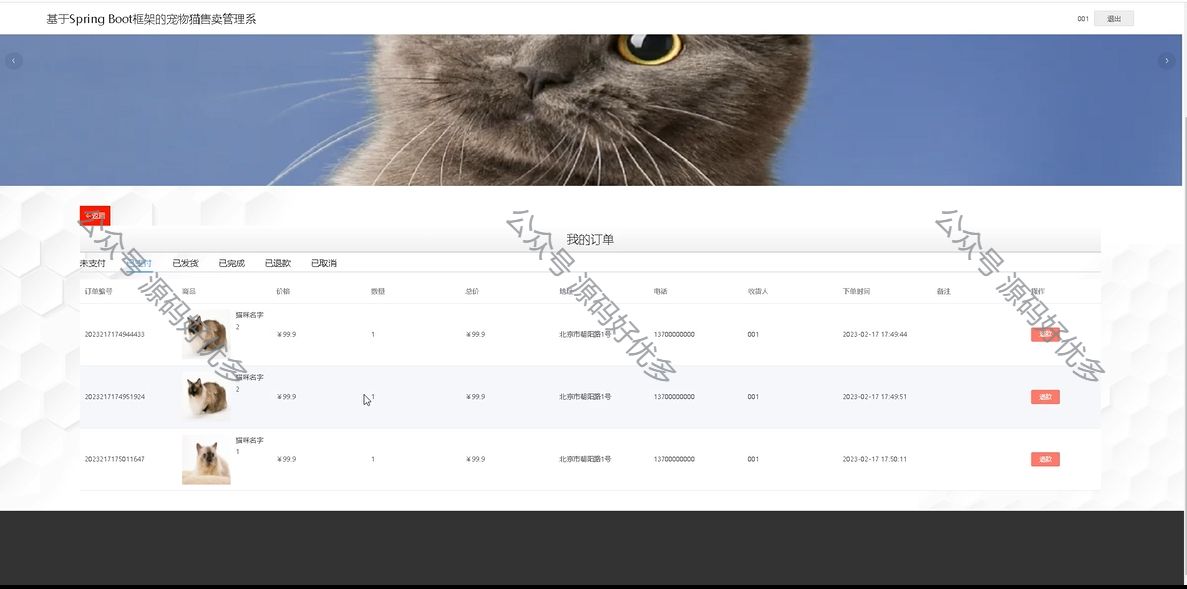 基于Spring Boot框架的宠物猫售卖管理系
001 退出
我的订单
未支付 已支付 已发货 已完成 已退款 已取消
订单编号 商品 价格 数量 总价 地址 电话 收货人 下单时间 备注 操作
2023217174944433 猫咪名字2 ￥99.9 1 ￥99.9 北京市朝阳路1号 13700000000 001 2023-02-17 17:49:44 退款
2023217174951924 猫咪名字2 ￥99.9 1 ￥99.9 北京市朝阳路1号 13700000000 001 2023-02-17 17:49:51 退款
2023217175011647 猫咪名字1 ￥99.9 1 ￥99.9 北京市朝阳路1号 13700000000 001 2023-02-17 17:50:11 退款
公众号 源码好优多
公众号 源码好优多
公众号 源码好优多